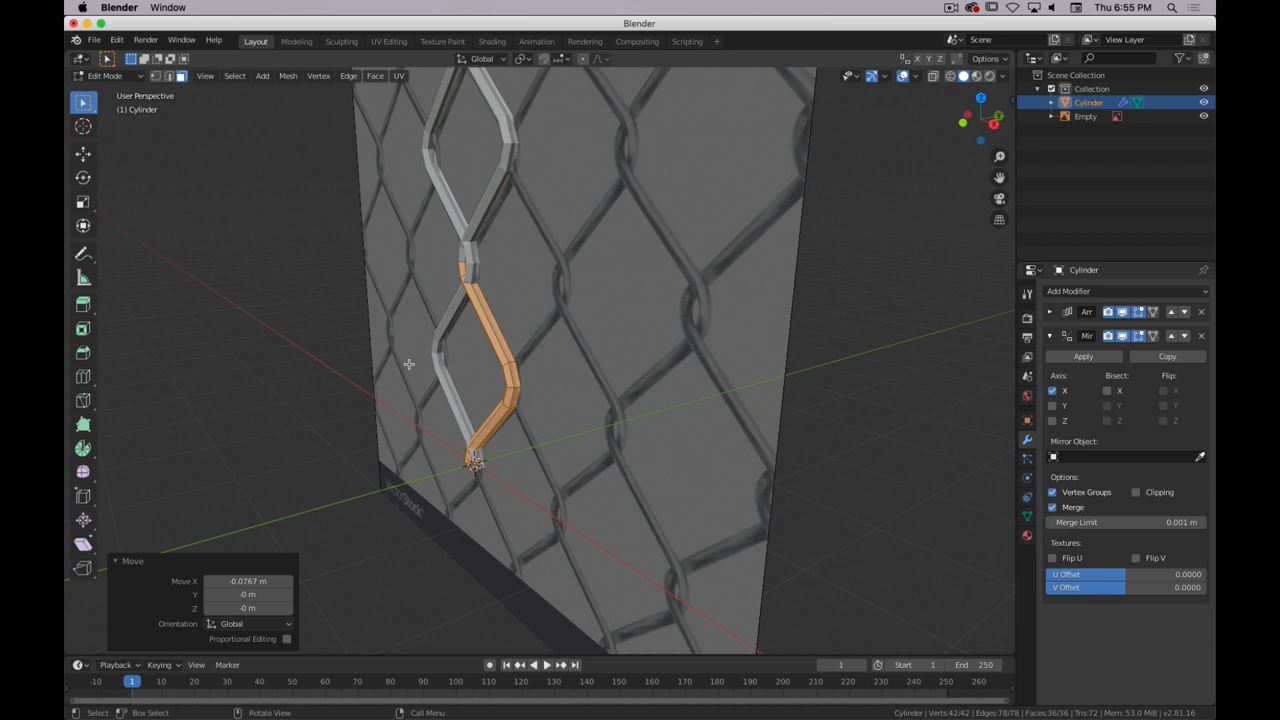 Blender Window Thu 6:55 PM
Blender
File Edit Render Window Help Layout Modeling Sculpting UV Editing Texture Paint Shading Animation Rendering Compositing Scripting + Scene View Layer
Global X Y Z Options
Edit Mode View Select Add Mesh Vertex Edge Face UV
User Perspective
(1) Cylinder
Z
Y
X
Scene Collection
Collection
Cylinder
Empty
Cylinder
Add Modifier
Arr
Mir
Apply Copy
Axis: Bisect: Flip:
X X X
Y Y Y
Z Z Z
Mirror Object:
Options:
Vertex Groups Clipping
Merge
Merge Limit 0.001 m
Textures:
Flip U Flip V
U Offset 0.0000
V Offset 0.0000
VectorStock
Move
Move X -0.0767 m
Y -0 m
Z -0 m
Orientation Global
Proportional Editing
Playback Keying View Marker 1 Start 1 End 250
-10 1 10 20 30 40 50 60 70 80 90 100 110 120 130 140 150 160 170 180 190 200 210 220 230 240 250 260
Select Box Select Rotate View Call Menu Cylinder | Verts:42/42 | Edges:78/78 | Faces:36/36 | Tris:72 | Mem: 53.0 MiB | v2.81.16